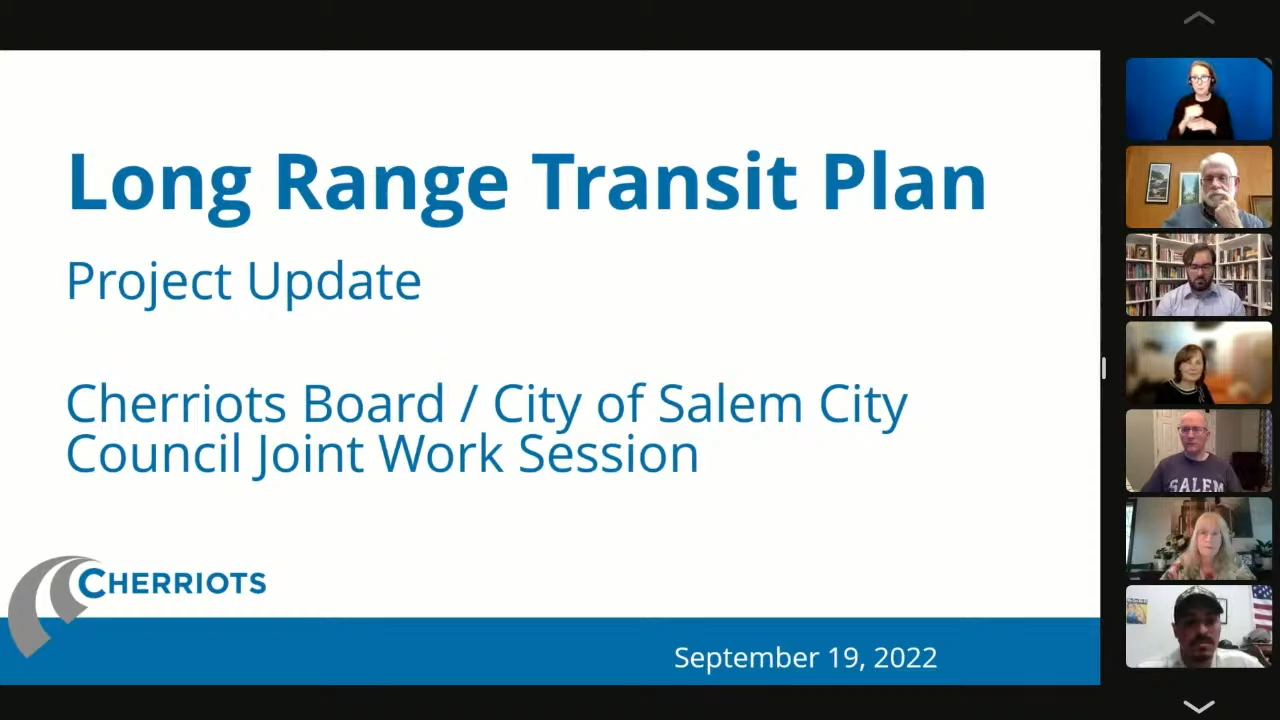 Long Range Transit Plan
Project Update
Cherriots Board / City of Salem City
Council Joint Work Session
CHERRIOTS
September 19, 2022
SALEM